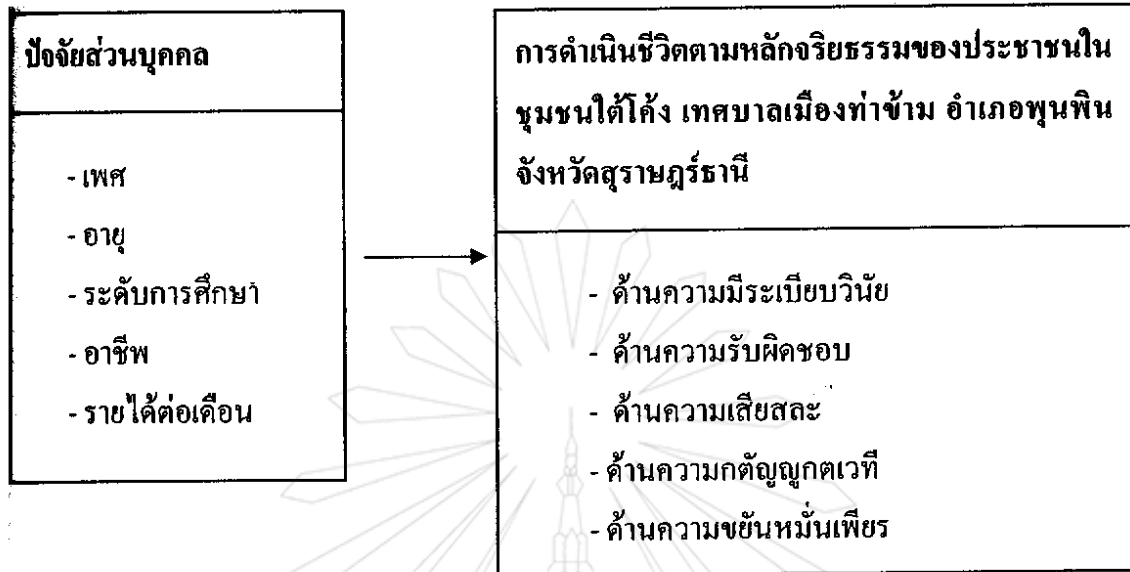 ปัจจัยส่วนบุคคล
- เพศ
- อายุ
- ระดับการศึกษา
- อาชีพ
- รายได้ต่อเดือน
การดำเนินชีวิตตามหลักจริยธรรมของประชาชนใน
ชุมชนใต้โค้ง เทศบาลเมืองท่าข้าม อำเภอพุนพิน
จังหวัดสุราษฎร์ธานี
- ด้านความมีระเบียบวินัย
- ด้านความรับผิดชอบ
- ด้านความเสียสละ
- ด้านความกตัญญูกตเวที
- ด้านความขยันหมั่นเพียร